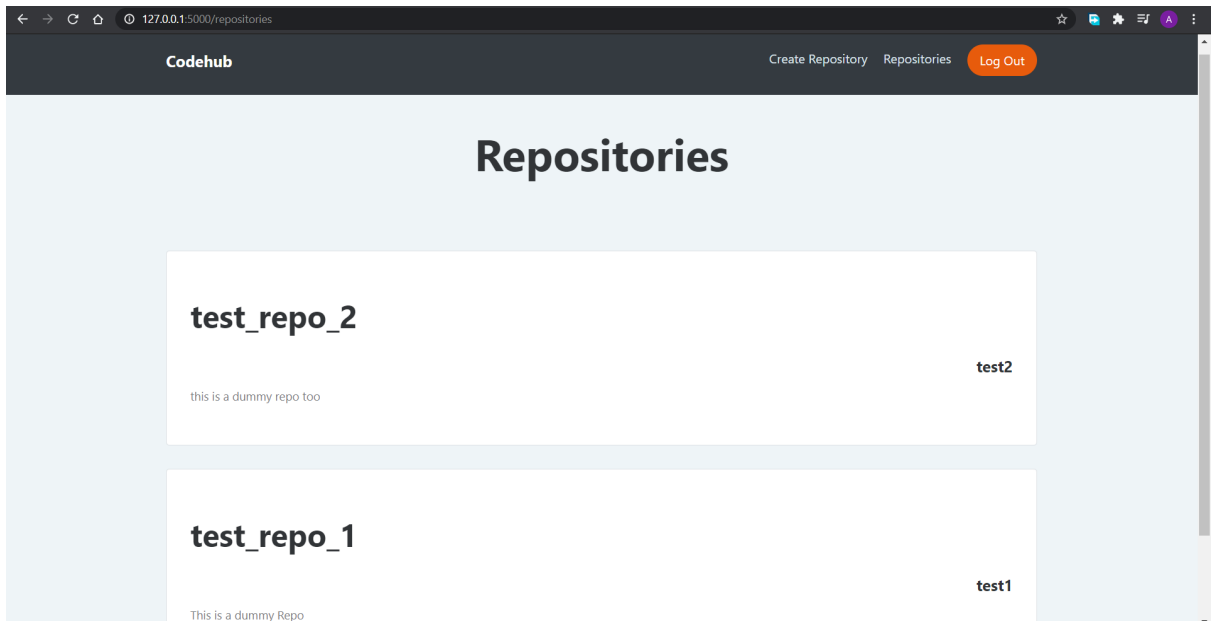 127.0.0.1:5000/repositories
A
Codehub
Create Repository Repositories Log Out
Repositories
test_repo_2
test2
this is a dummy repo too
test_repo_1
test1
This is a dummy Repo